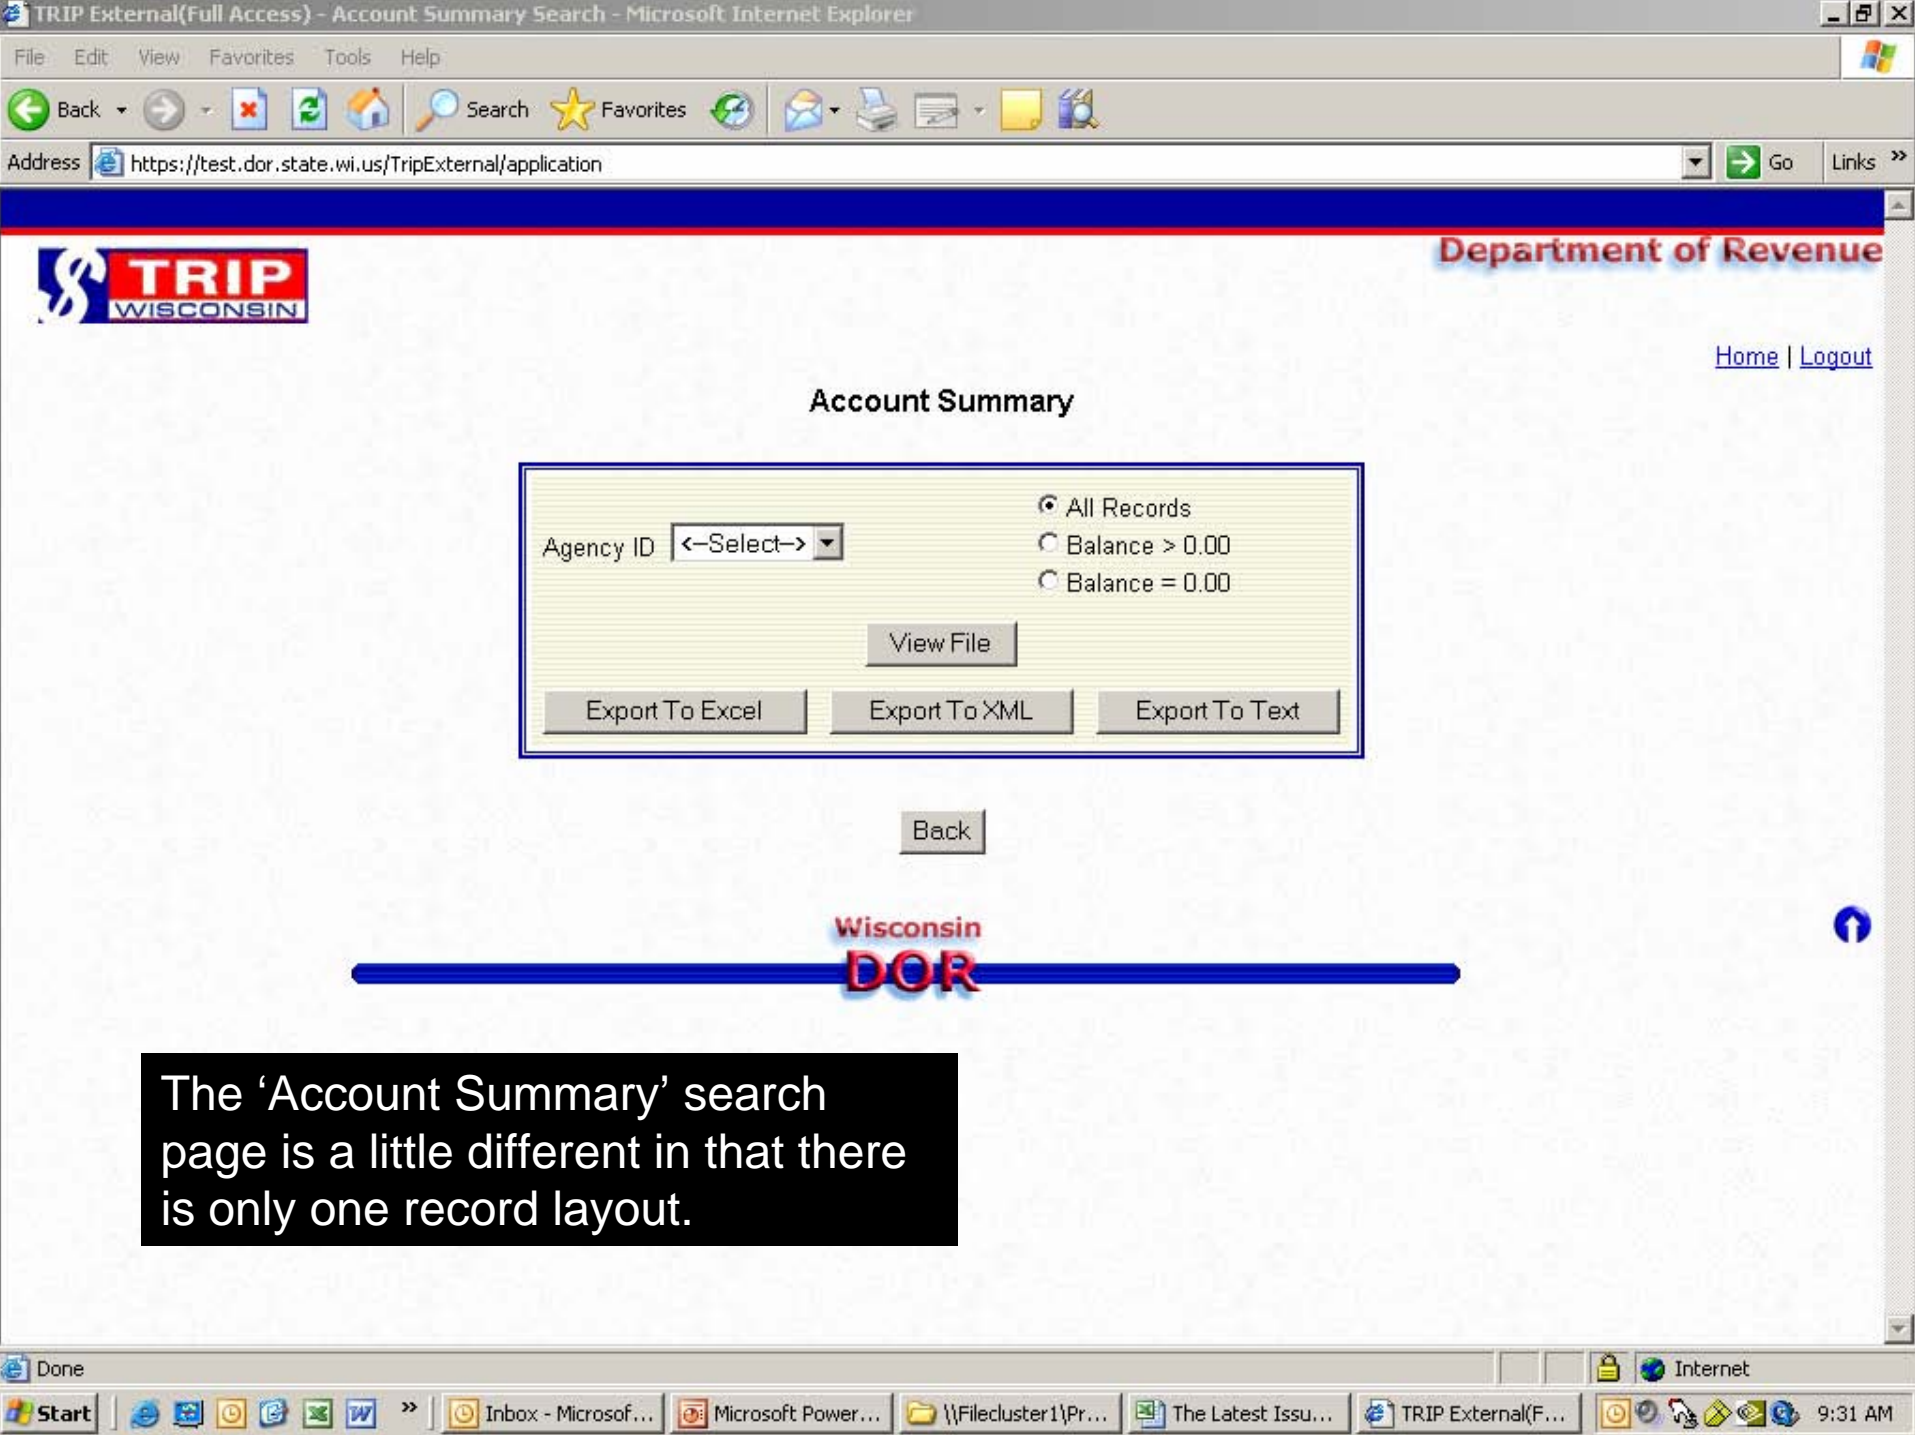 TRIP External(Full Access) - Account Summary Search - Microsoft Internet Explorer
File Edit View Favorites Tools Help
Back Search Favorites
Address https://test.dor.state.wi.us/TripExternal/application Go Links »
Department of Revenue
TRIP
WISCONSIN
Home | Logout
Account Summary
All Records
Agency ID <--Select--> Balance > 0.00
Balance = 0.00
View File
Export To Excel Export To XML Export To Text
Back
Wisconsin
DOR
The ‘Account Summary’ search
page is a little different in that there
is only one record layout.
Done Internet
Start » Inbox - Microsof... Microsoft Power... \\Filecluster1\Pr... The Latest Issu... TRIP External(F... 9:31 AM